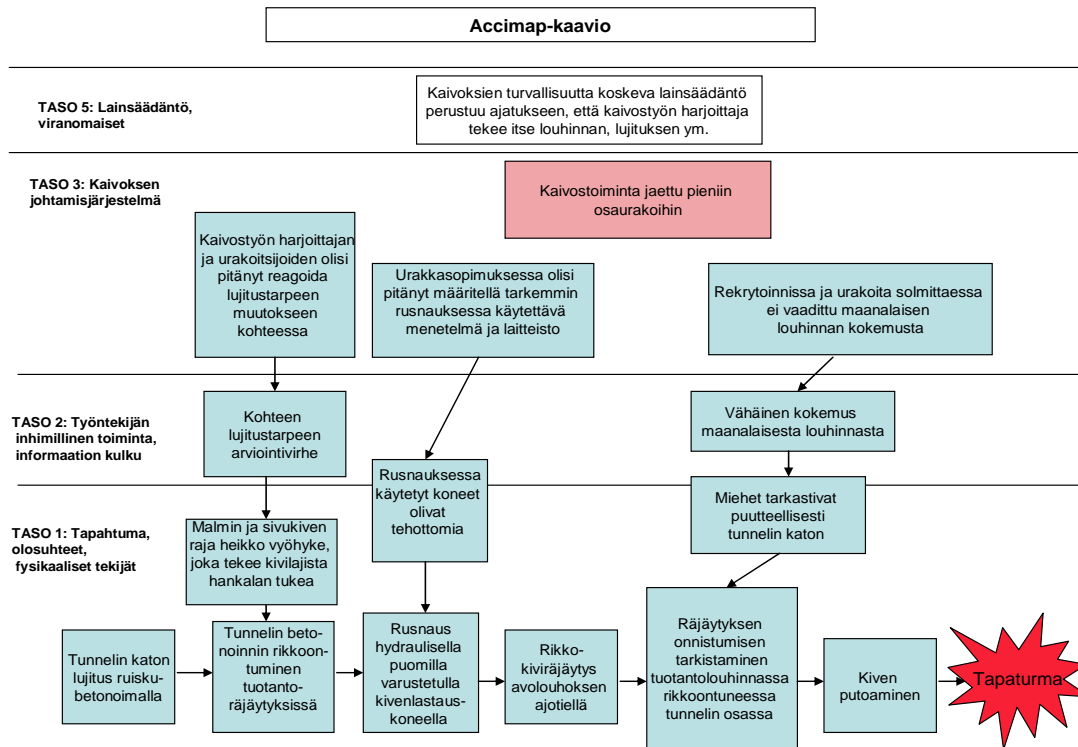 Accimap-kaavio
TASO 5: Lainsäädäntö,
viranomaiset
Kaivoksien turvallisuutta koskeva lainsäädäntö
perustuu ajatukseen, että kaivostyön harjoittaja
tekee itse louhinnan, lujituksen ym.
TASO 3: Kaivoksen
johtamisjärjestelmä
Kaivostoiminta jaettu pieniin
osaurakoihin
Kaivostyön harjoittajan
ja urakoitsijoiden olisi
pitänyt reagoida
lujitustarpeen
muutokseen
kohteessa
Urakkasopimuksessa olisi
pitänyt määritellä tarkemmin
rusnauksessa käytettävä
menetelmä ja laitteisto
Rekrytoinnissa ja urakoita solmittaessa
ei vaadittu maanalaisen
louhinnan kokemusta
TASO 2: Työntekijän
inhimillinen toiminta,
informaation kulku
Kohteen
lujitustarpeen
arviointivirhe
Vähäinen kokemus
maanalaisesta louhinnasta
Rusnauksessa
käytetyt koneet
olivat
tehottomia
Miehet tarkastivat
puutteellisesti
tunnelin katon
TASO 1: Tapahtuma,
olosuhteet,
fysikaaliset tekijät
Malmin ja sivukiven
raja heikko vyöhyke,
joka tekee kivilajista
hankalan tukea
Tunnelin katon
lujitus ruisku-
betonoimalla
Tunnelin beto-
noinnin rikkoon-
tuminen
tuotanto-
räjäytyksissä
Rusnaus
hydraulisella
puomilla
varustetulla
kivenlastaus-
koneella
Rikko-
kiviräjäytys
avolouhoksen
ajotiellä
Räjäytyksen
onnistumisen
tarkistaminen
tuotantolouhinnassa
rikkoontuneessa
tunnelin osassa
Kiven
putoaminen
Tapaturma